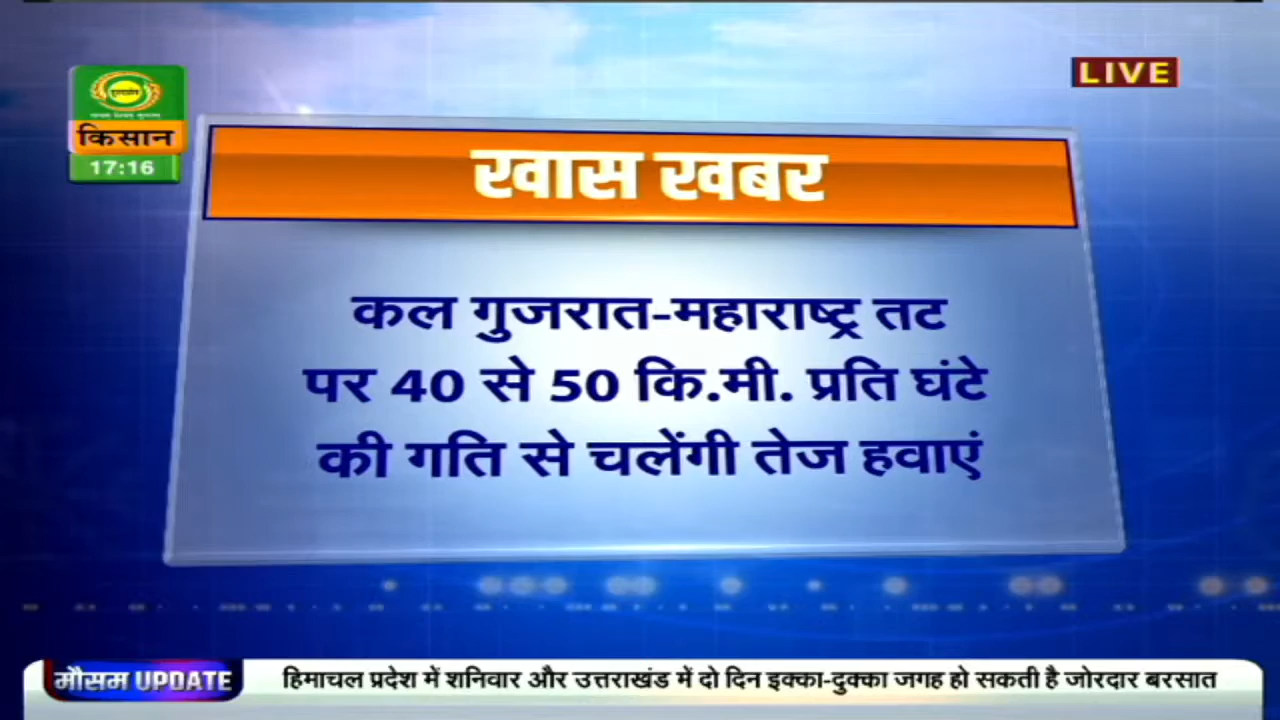 LIVE
किसान
17:16
खास खबर
कल गुजरात-महाराष्ट्र तट
पर 40 से 50 कि.मी. प्रति घंटे
की गति से चलेंगी तेज हवाएं
मौसम UPDATE
हिमाचल प्रदेश में शनिवार और उत्तराखंड में दो दिन इक्का-दुक्का जगह हो सकती है जोरदार बरसात